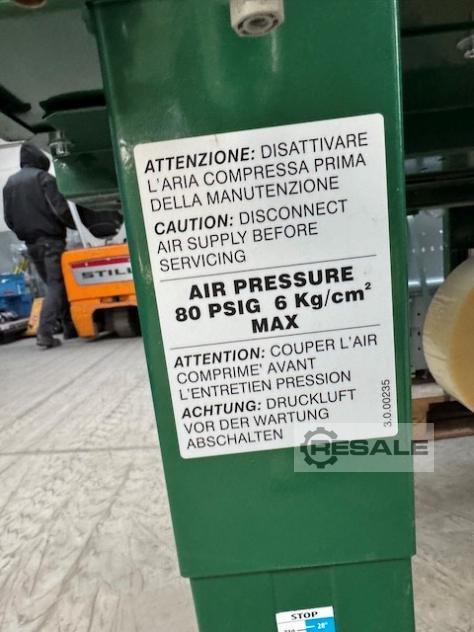 ATTENZIONE: DISATTIVARE
L'ARIA COMPRESSA PRIMA
DELLA MANUTENZIONE
CAUTION: DISCONNECT
AIR SUPPLY BEFORE
SERVICING
AIR PRESSURE
80 PSIG 6 Kg/cm²
MAX
ATTENTION: COUPER L'AIR
COMPRIME' AVANT
L'ENTRETIEN PRESSION
ACHTUNG: DRUCKLUFT
VOR DER WARTUNG
ABSCHALTEN
3.0.00235
STILL
RESALE
STOP
28"